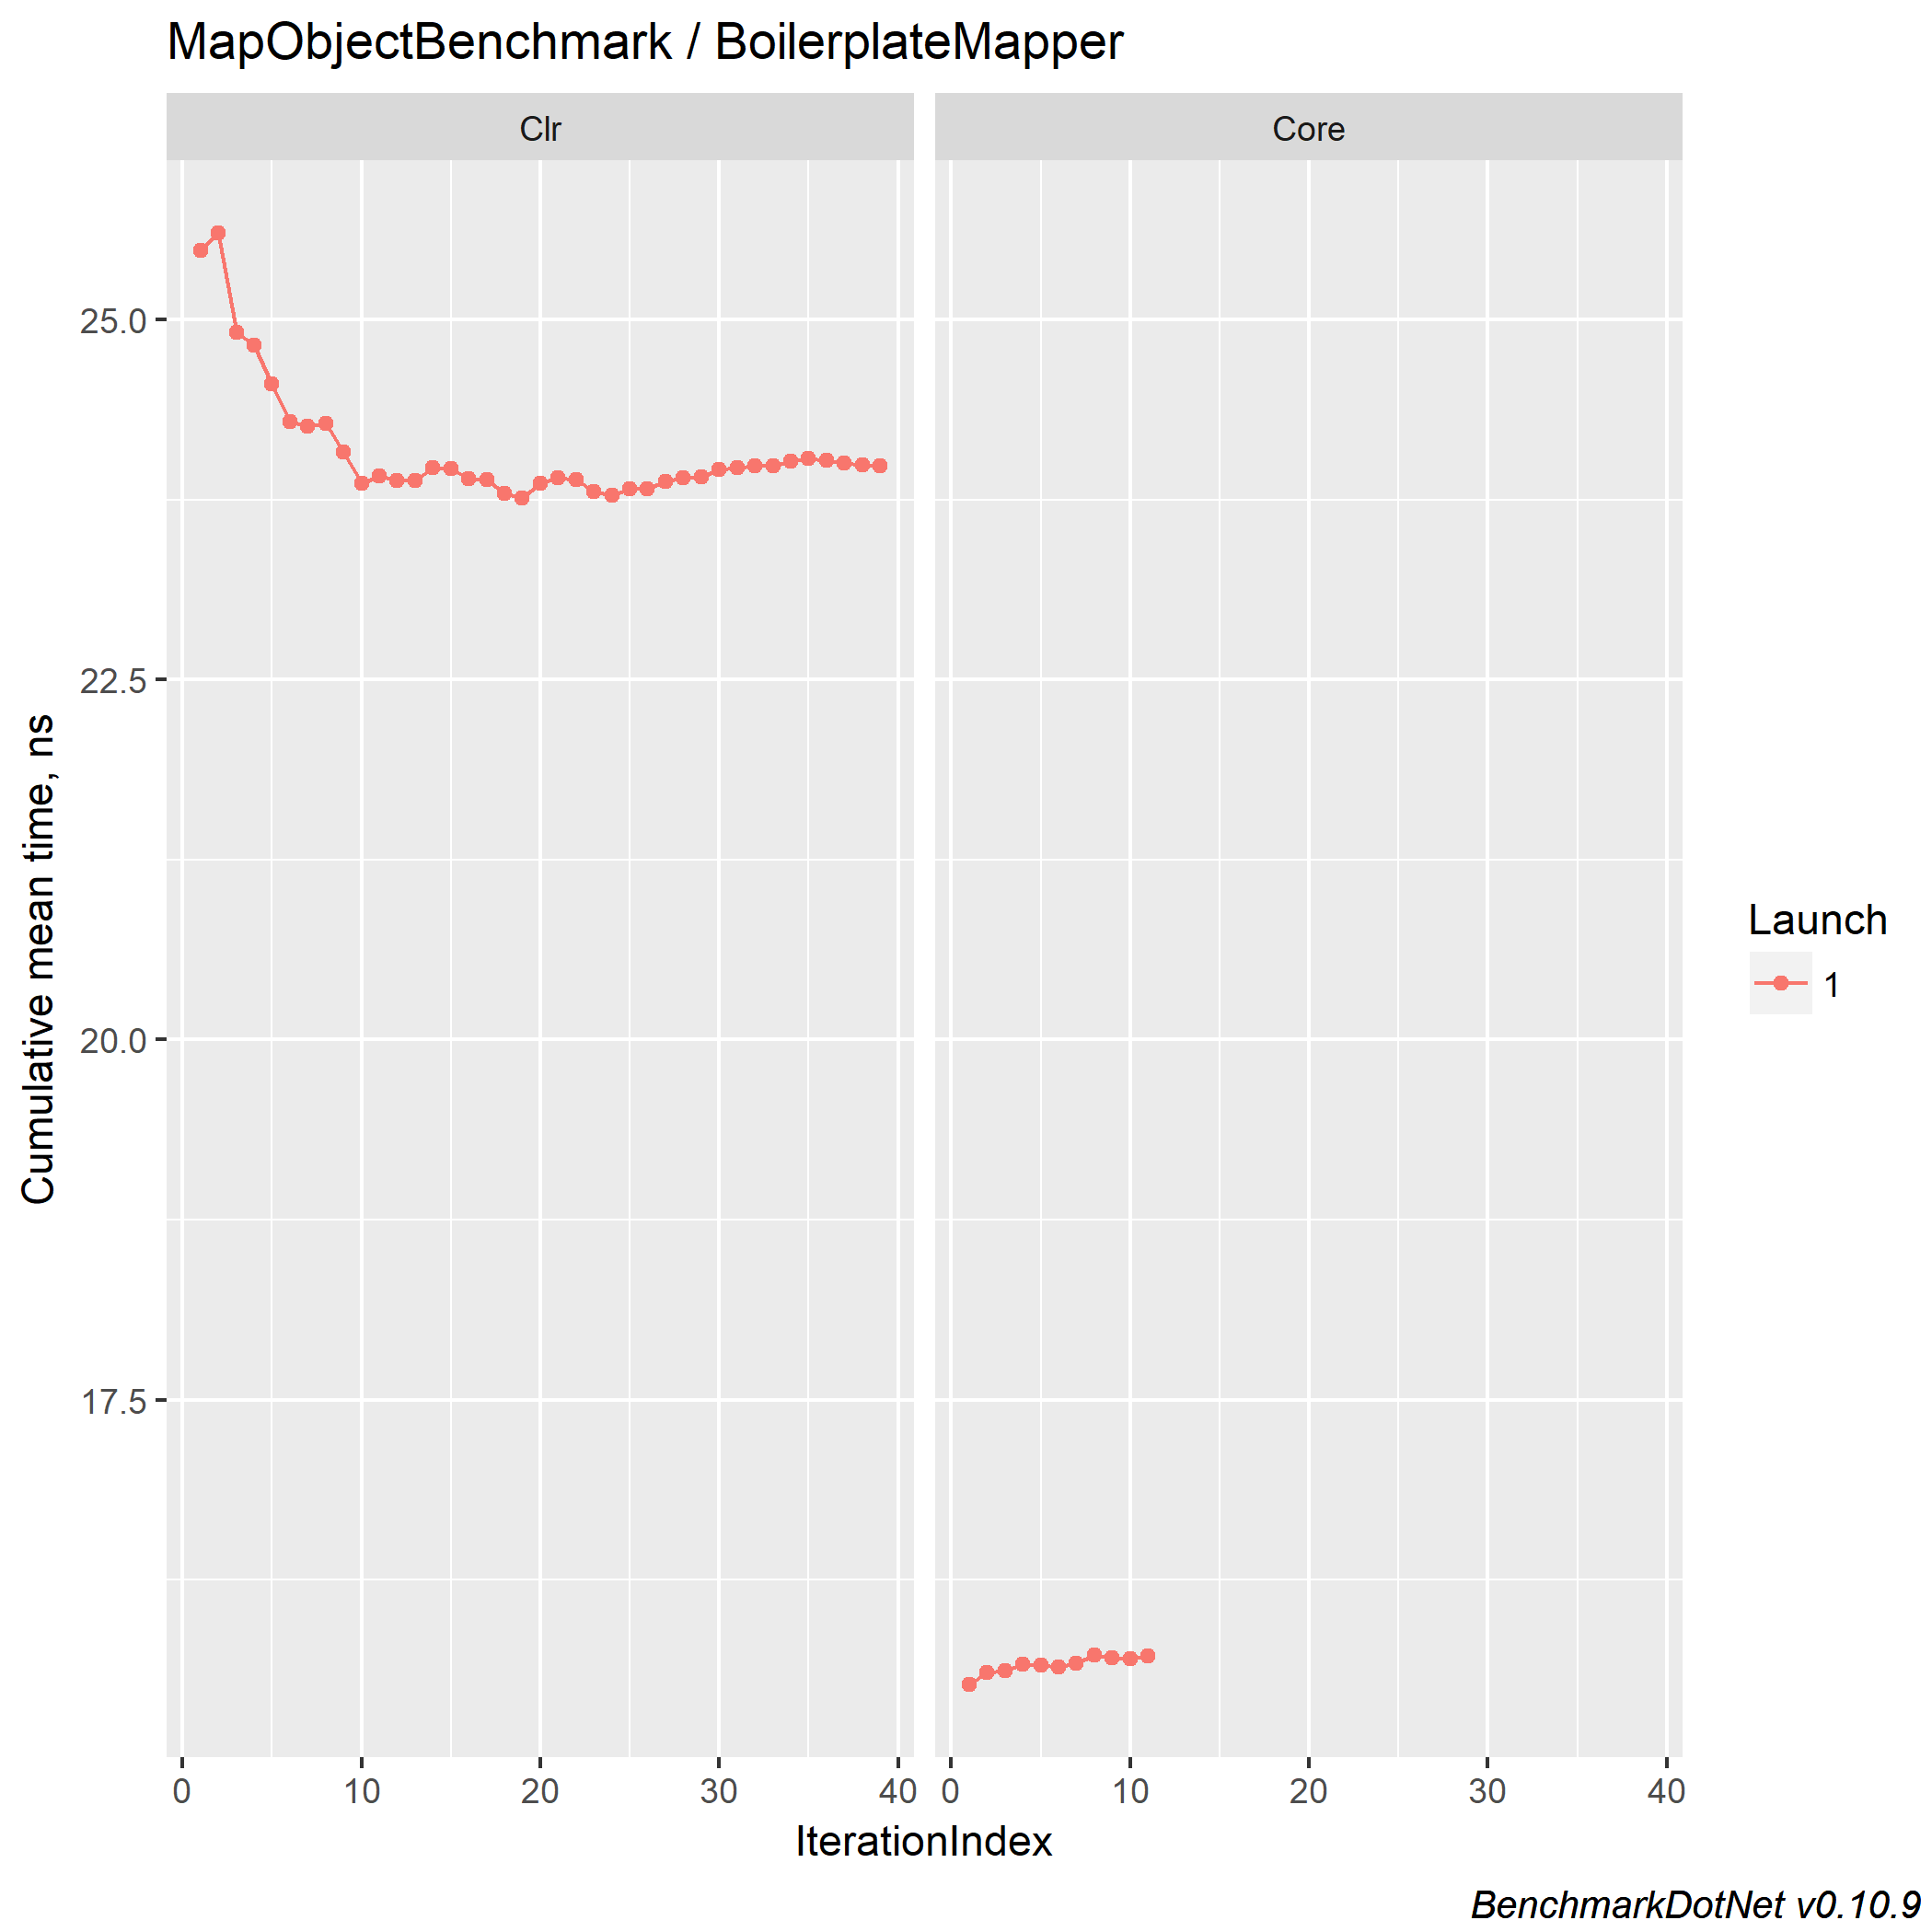 MapObjectBenchmark / BoilerplateMapper
Clr
Core
Cumulative mean time, ns
25.0
22.5
20.0
17.5
0 10 20 30 40
0 10 20 30 40
IterationIndex
Launch
1
BenchmarkDotNet v0.10.9